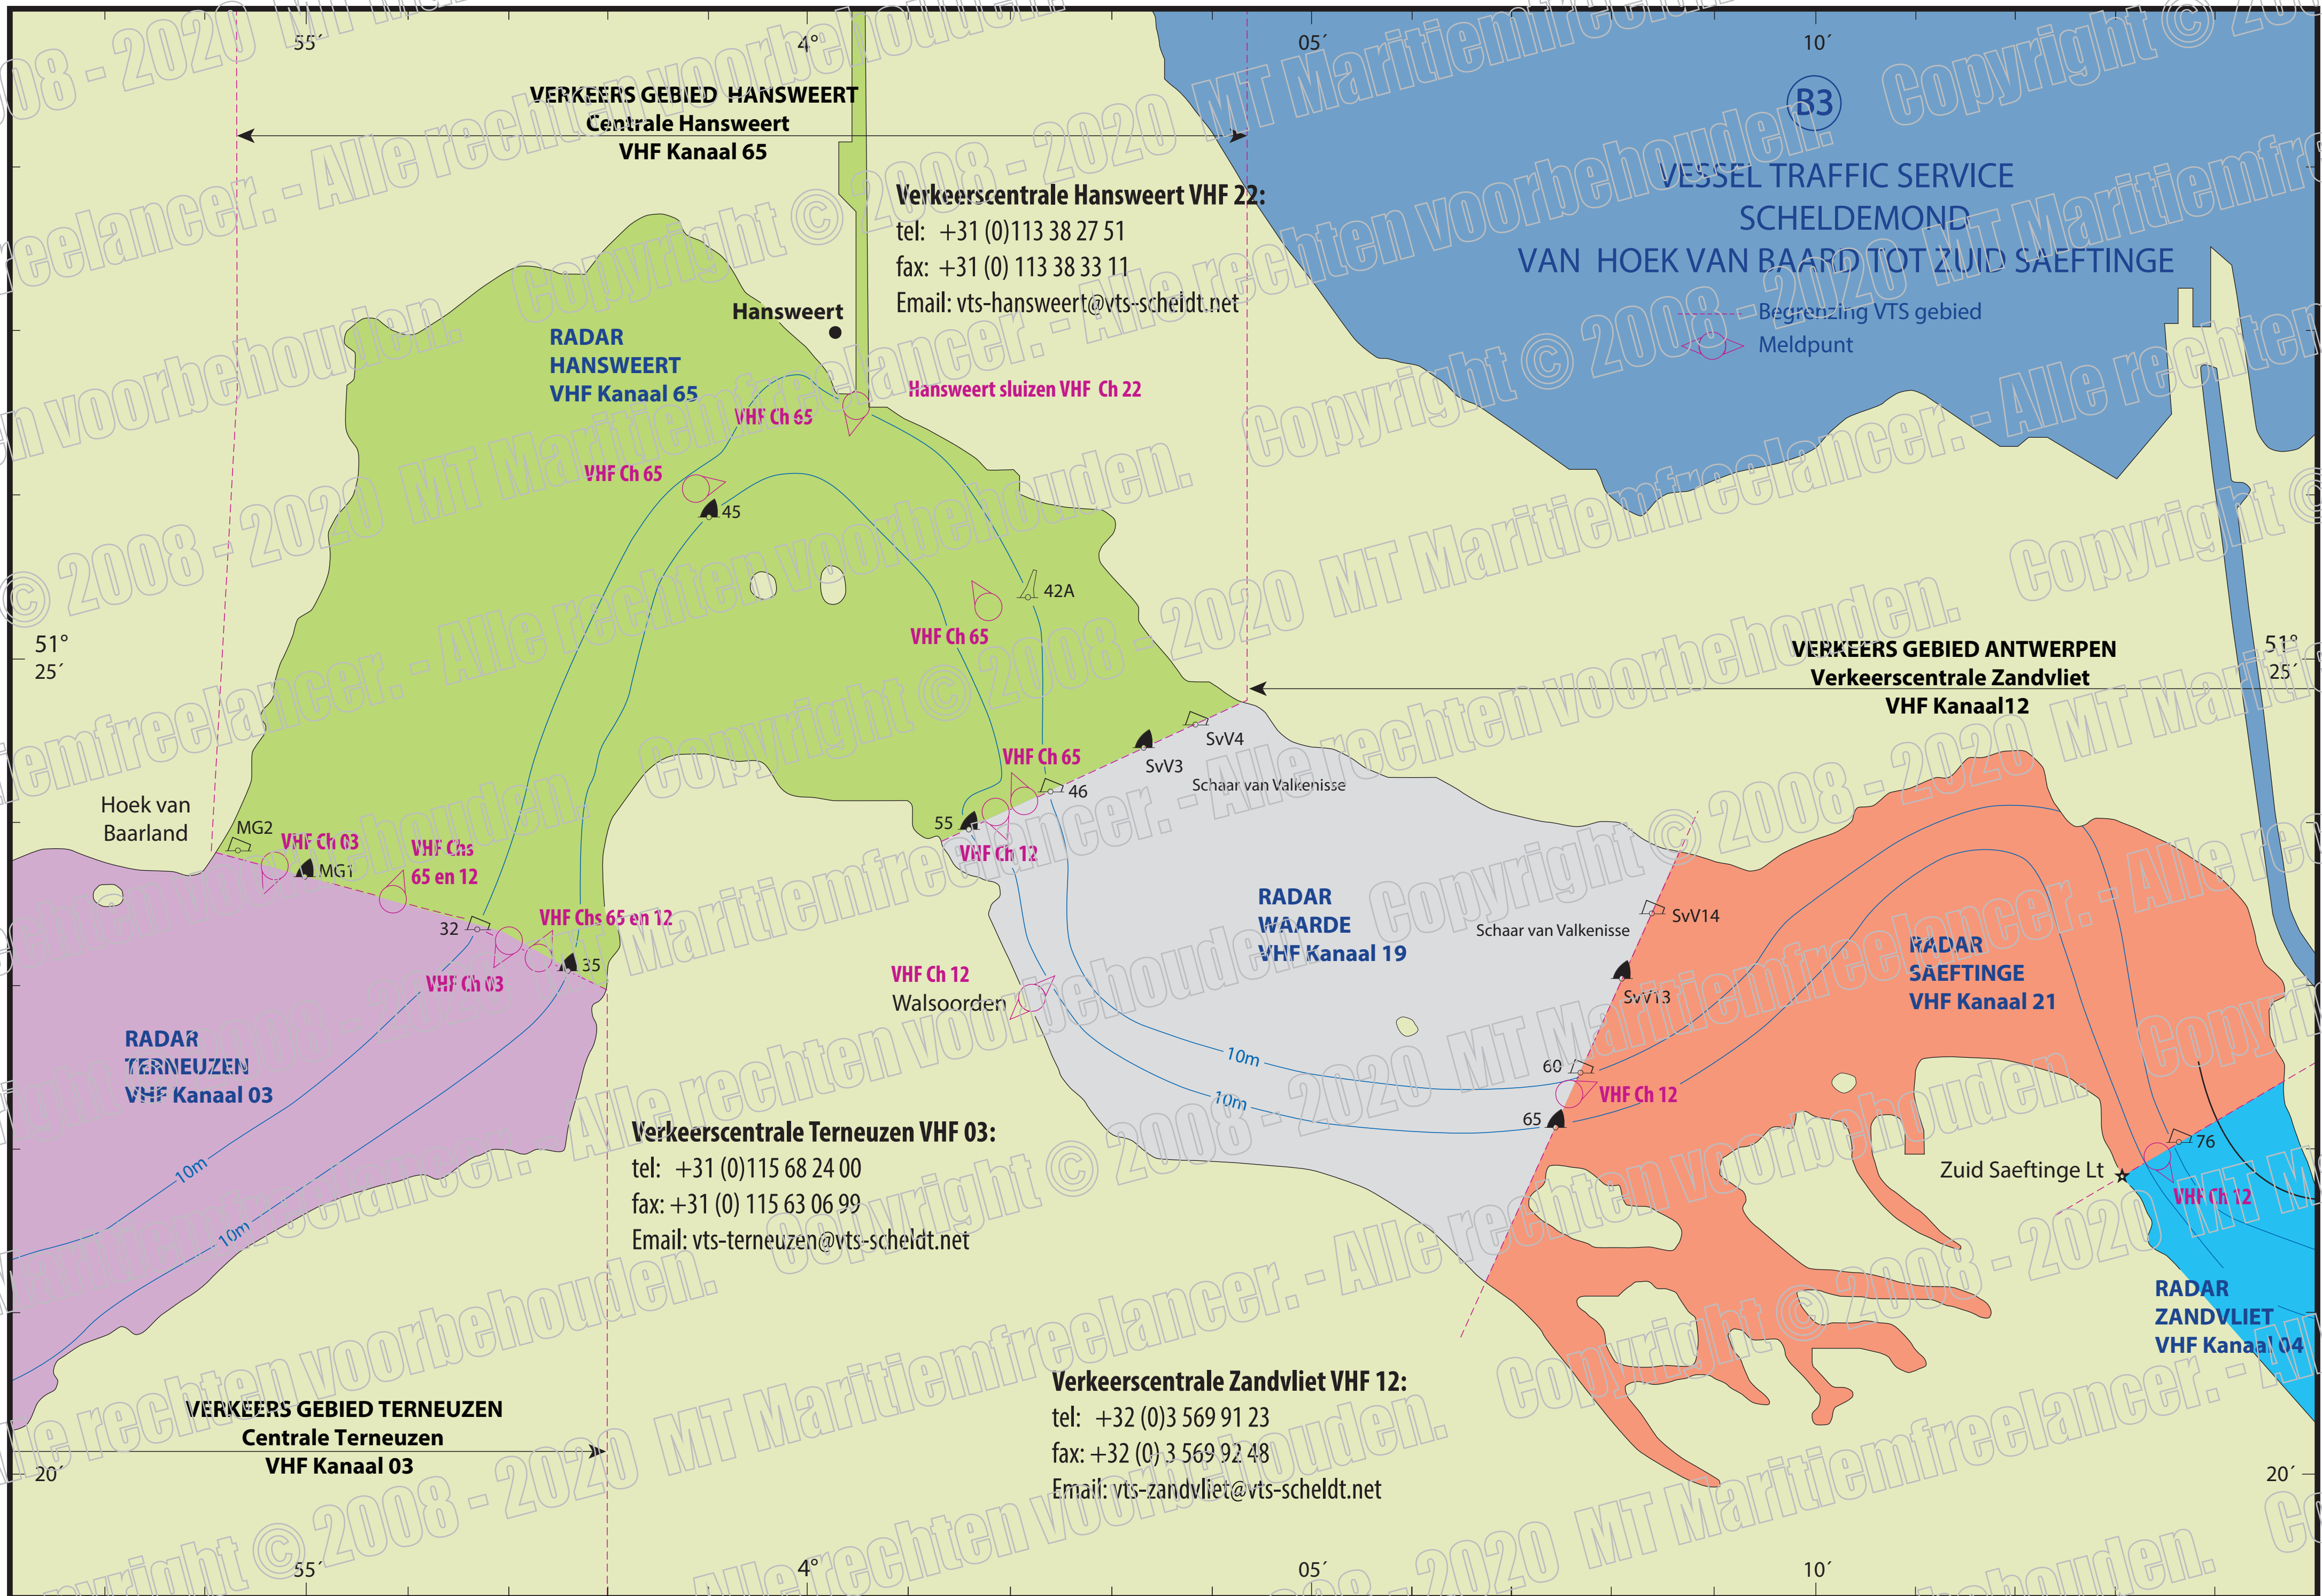 55´
4°
05´
10´
VERKEERS GEBIED  HANSWEERT
Centrale Hansweert
VHF Kanaal 65
B3
VESSEL TRAFFIC SERVICE
SCHELDEMOND
VAN  HOEK VAN BAARD TOT ZUID SAEFTINGE
Begrenzing VTS gebied
Meldpunt
Verkeerscentrale Hansweert VHF 22:
tel:   +31 (0)113 38 27 51
fax:  +31 (0) 113 38 33 11
Email: vts-hansweert@vts-scheldt.net
Hansweert
RADAR
HANSWEERT
VHF Kanaal 65
Hansweert sluizen VHF  Ch 22
VHF Ch 65
VHF Ch 65
45
42A
VHF Ch 65
51°
25´
51°
25´
VERKEERS GEBIED ANTWERPEN
Verkeerscentrale Zandvliet
VHF Kanaal12
SvV4
SvV3
VHF Ch 65
Schaar van Valkenisse
46
55
VHF Ch 12
Hoek van
Baarland
MG2
VHF Ch 03
MG1
VHF Chs
65 en 12
VHF Chs 65 en 12
32
35
VHF Ch 03
RADAR
WAARDE
VHF Kanaal 19
Schaar van Valkenisse
SvV14
SvV13
RADAR
SAEFTINGE
VHF Kanaal 21
VHF Ch 12
Walsoorden
RADAR
TERNEUZEN
VHF Kanaal 03
10m
10m
60
65
VHF Ch 12
Verkeerscentrale Terneuzen VHF 03:
tel:   +31 (0)115 68 24 00
fax: +31 (0) 115 63 06 99
Email: vts-terneuzen@vts-scheldt.net
76
Zuid Saeftinge Lt
VHF Ch 12
10m
10m
RADAR
ZANDVLIET
VHF Kanaal 04
Verkeerscentrale Zandvliet VHF 12:
tel:   +32 (0)3 569 91 23
fax: +32 (0) 3 569 92 48
Email: vts-zandvliet@vts-scheldt.net
VERKEERS GEBIED TERNEUZEN
Centrale Terneuzen
VHF Kanaal 03
20´
20´
55´
4°
05´
10´
Copyright © 2008 - 2020  MT Maritiemfreelancer. - Alle rechten voorbehouden.